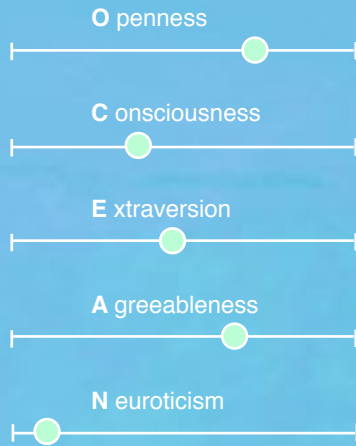 O penness
C onsciousness
E xtraversion
A greeableness
N euroticism